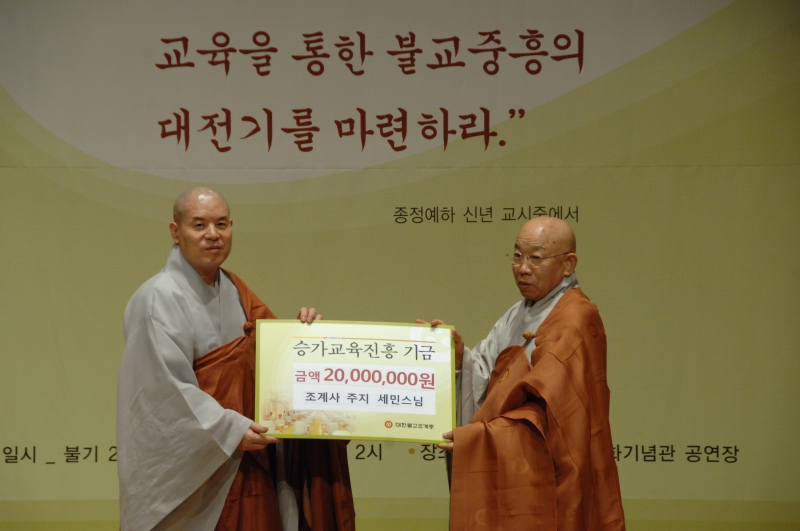 교육을 통한 불교중흥의
대전기를 마련하라.”
종정예하 신년 교시중에서
승가교육진흥 기금
금액 20,000,000원
조계사 주지 세민스님
대한불교조계종
일시 _ 불기 2 2시 • 장소 화기념관 공연장